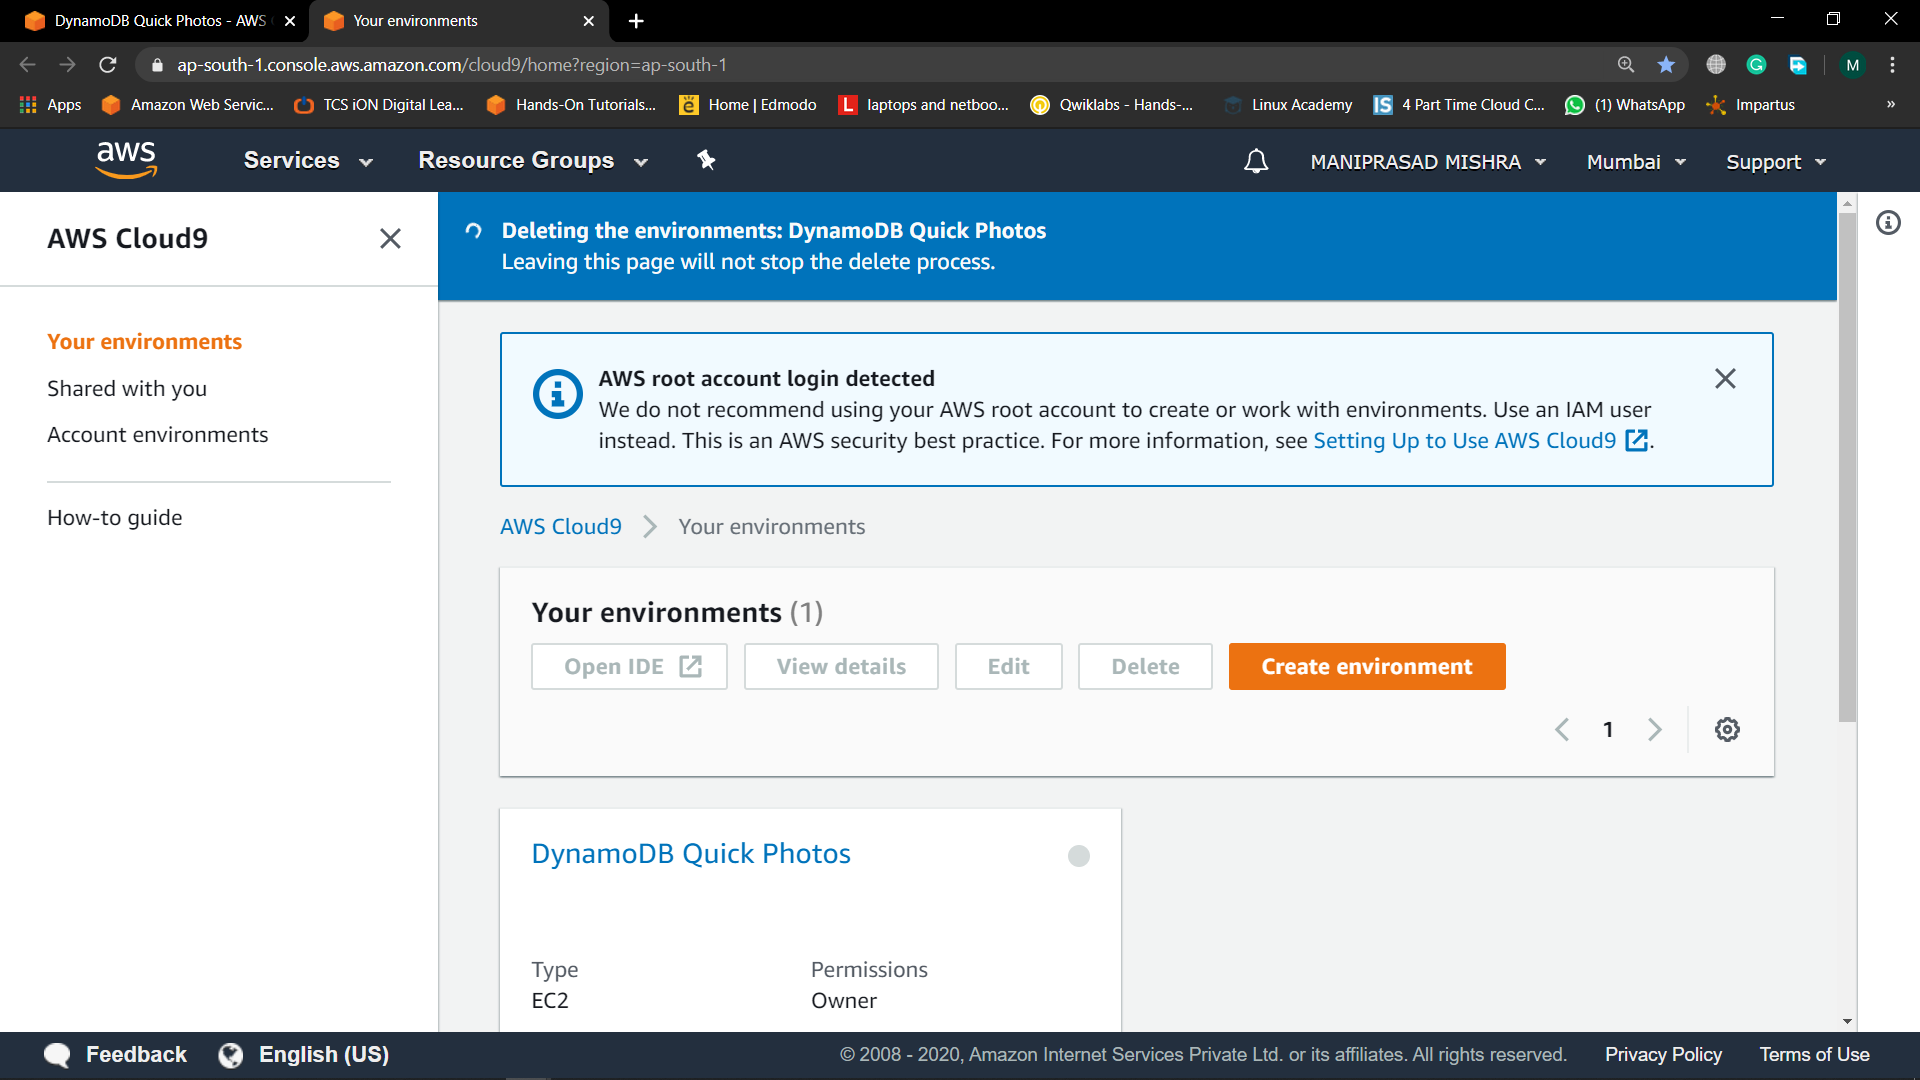 DynamoDB Quick Photos - AWS
Your environments
ap-south-1.console.aws.amazon.com/cloud9/home?region=ap-south-1
M
Apps
Amazon Web Servic...
TCS iON Digital Lea...
Hands-On Tutorials...
Home | Edmodo
laptops and netboo...
Qwiklabs - Hands-...
Linux Academy
4 Part Time Cloud C...
(1) WhatsApp
Impartus
»
aws
Services
Resource Groups
MANIPRASAD MISHRA
Mumbai
Support
AWS Cloud9
Your environments
Shared with you
Account environments
How-to guide
Deleting the environments: DynamoDB Quick Photos
Leaving this page will not stop the delete process.
AWS root account login detected
We do not recommend using your AWS root account to create or work with environments. Use an IAM user
instead. This is an AWS security best practice. For more information, see Setting Up to Use AWS Cloud9.
AWS Cloud9 > Your environments
Your environments (1)
Open IDE
View details
Edit
Delete
Create environment
< 1 >
DynamoDB Quick Photos
Type
EC2
Permissions
Owner
Feedback
English (US)
© 2008 - 2020, Amazon Internet Services Private Ltd. or its affiliates. All rights reserved.
Privacy Policy
Terms of Use